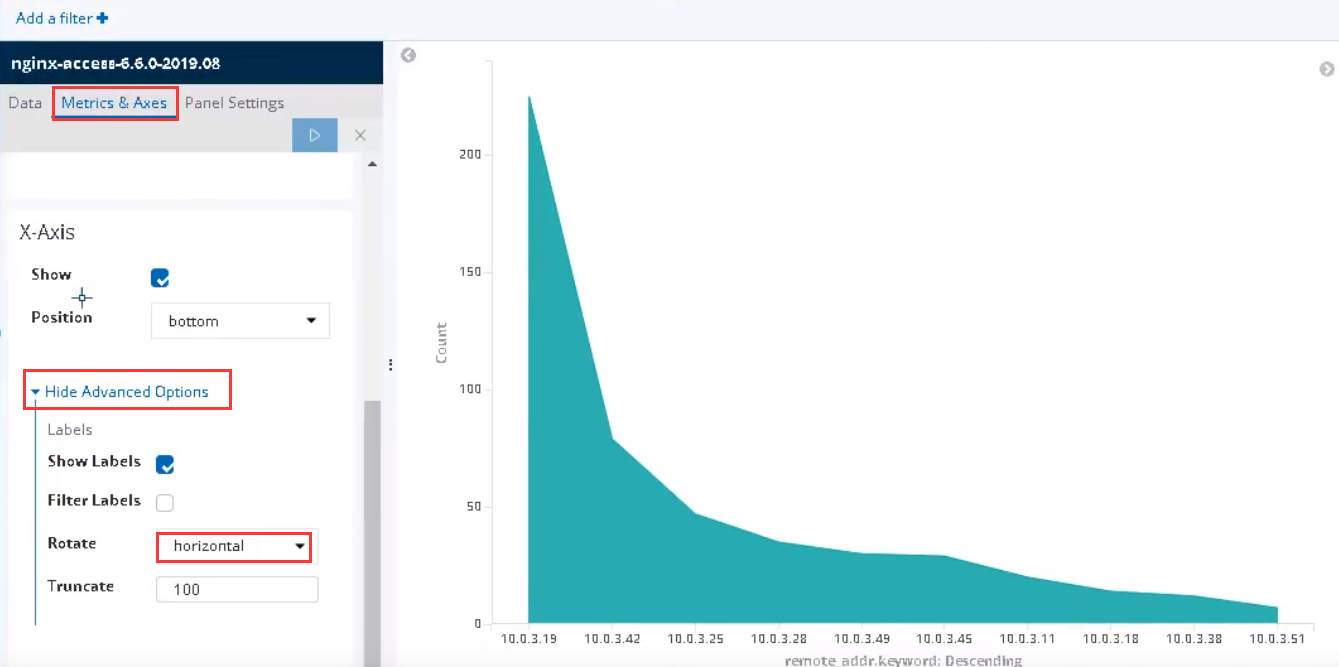 Add a filter
nginx-access-6.6.0-2019.08
Data Metrics & Axes Panel Settings
X-Axis
Show
Position bottom
Hide Advanced Options
Labels
Show Labels
Filter Labels
Rotate horizontal
Truncate 100
Count
200
150
100
50
0
10.0.3.19 10.0.3.42 10.0.3.25 10.0.3.28 10.0.3.49 10.0.3.45 10.0.3.11 10.0.3.18 10.0.3.38 10.0.3.51
remote_addr.keyword: Descending